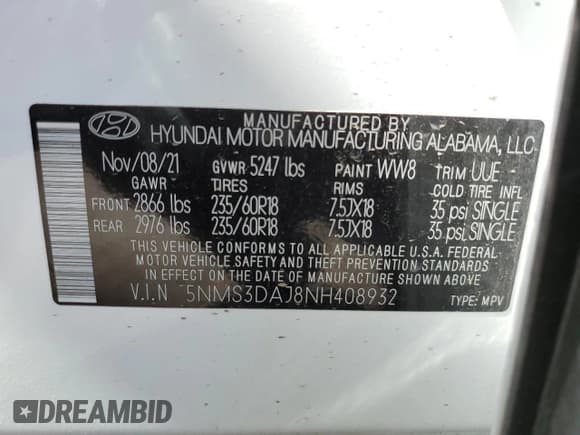 MANUFACTURED BY
HYUNDAI MOTOR MANUFACTURING ALABAMA, LLC
Nov/08/21 GVWR 5247 lbs PAINT WW8 TRIM UUE
GAWR TIRES RIMS COLD TIRE INFL
FRONT 2866 lbs 235/60R18 7.5JX18 35 psi, SINGLE
REAR 2976 lbs 235/60R18 7.5JX18 35 psi, SINGLE
THIS VEHICLE CONFORMS TO ALL APPLICABLE U.S.A. FEDERAL
MOTOR VEHICLE SAFETY AND THEFT PREVENTION STANDARDS
IN EFFECT ON THE DATE OF MANUFACTURE SHOWN ABOVE.
V.I.N 5NMS3DAJ8NH408932 TYPE: MPV
DREAMBID